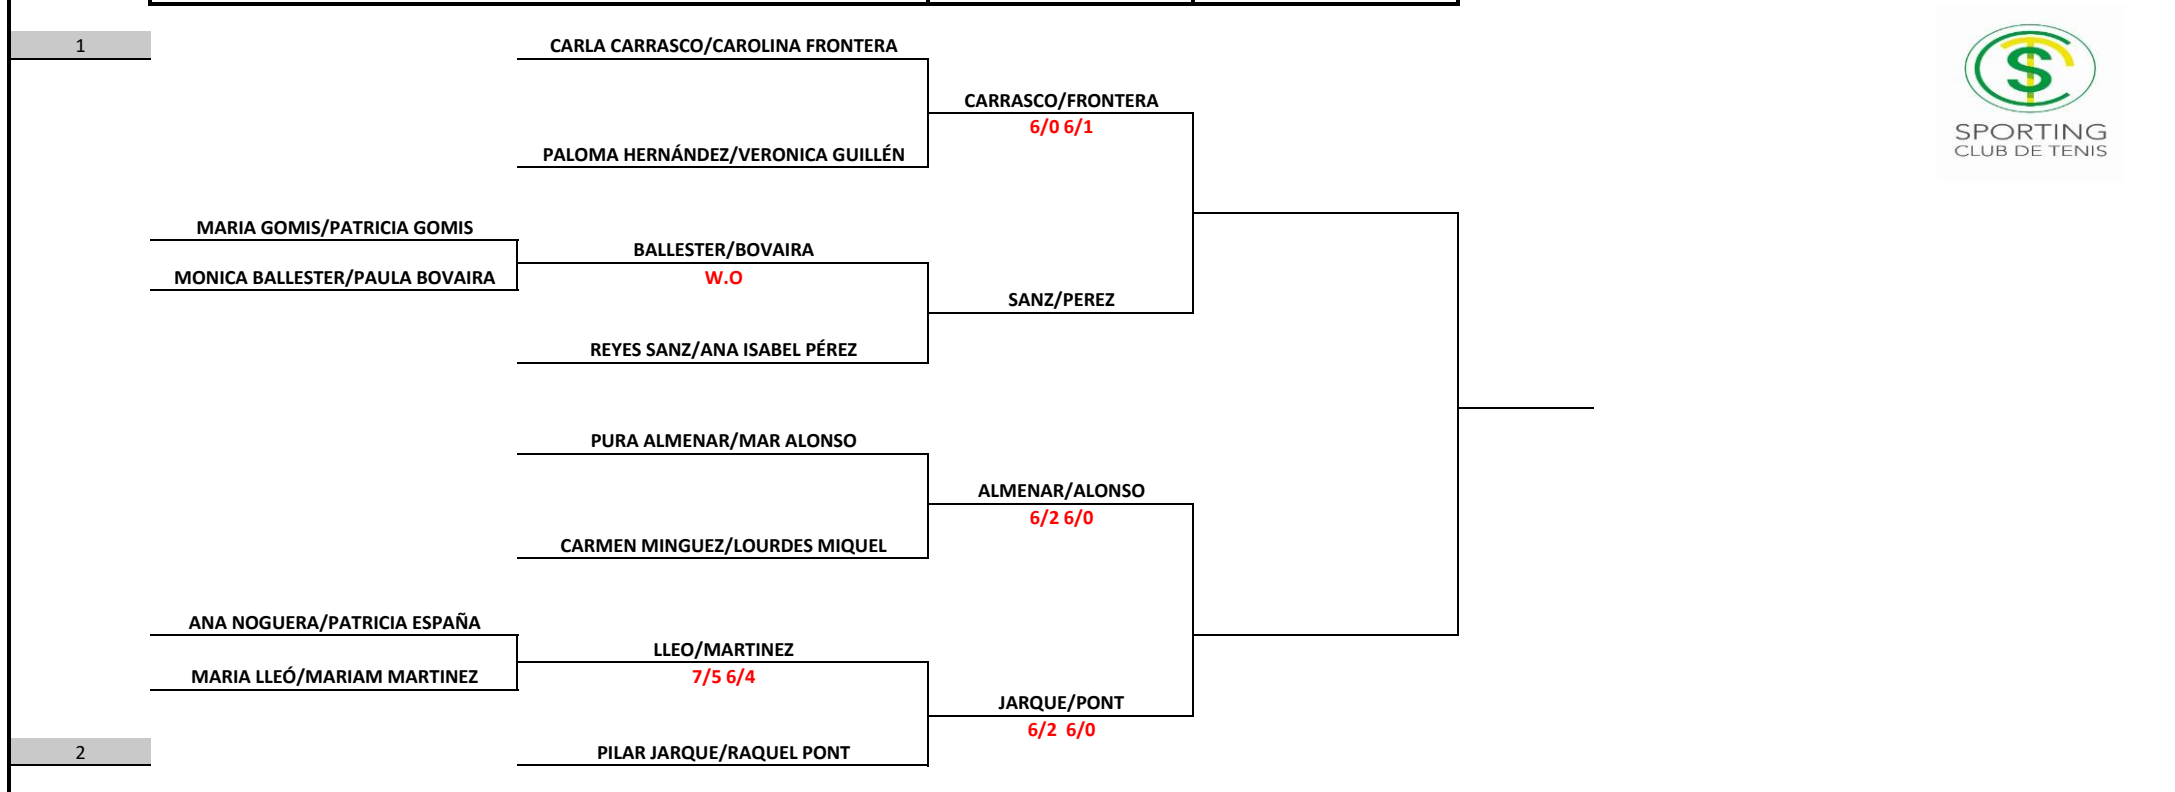 1
CARLA CARRASCO/CAROLINA FRONTERA
CARRASCO/FRONTERA
6/0 6/1
SPORTING
CLUB DE TENIS
PALOMA HERNÁNDEZ/VERONICA GUILLÉN
MARIA GOMIS/PATRICIA GOMIS
BALLESTER/BOVAIRA
MONICA BALLESTER/PAULA BOVAIRA
W.O
SANZ/PEREZ
REYES SANZ/ANA ISABEL PÉREZ
PURA ALMENAR/MAR ALONSO
ALMENAR/ALONSO
6/2 6/0
CARMEN MINGUEZ/LOURDES MIQUEL
ANA NOGUERA/PATRICIA ESPAÑA
LLEO/MARTINEZ
MARIA LLEÓ/MARIAM MARTINEZ
7/5 6/4
JARQUE/PONT
6/2 6/0
2
PILAR JARQUE/RAQUEL PONT